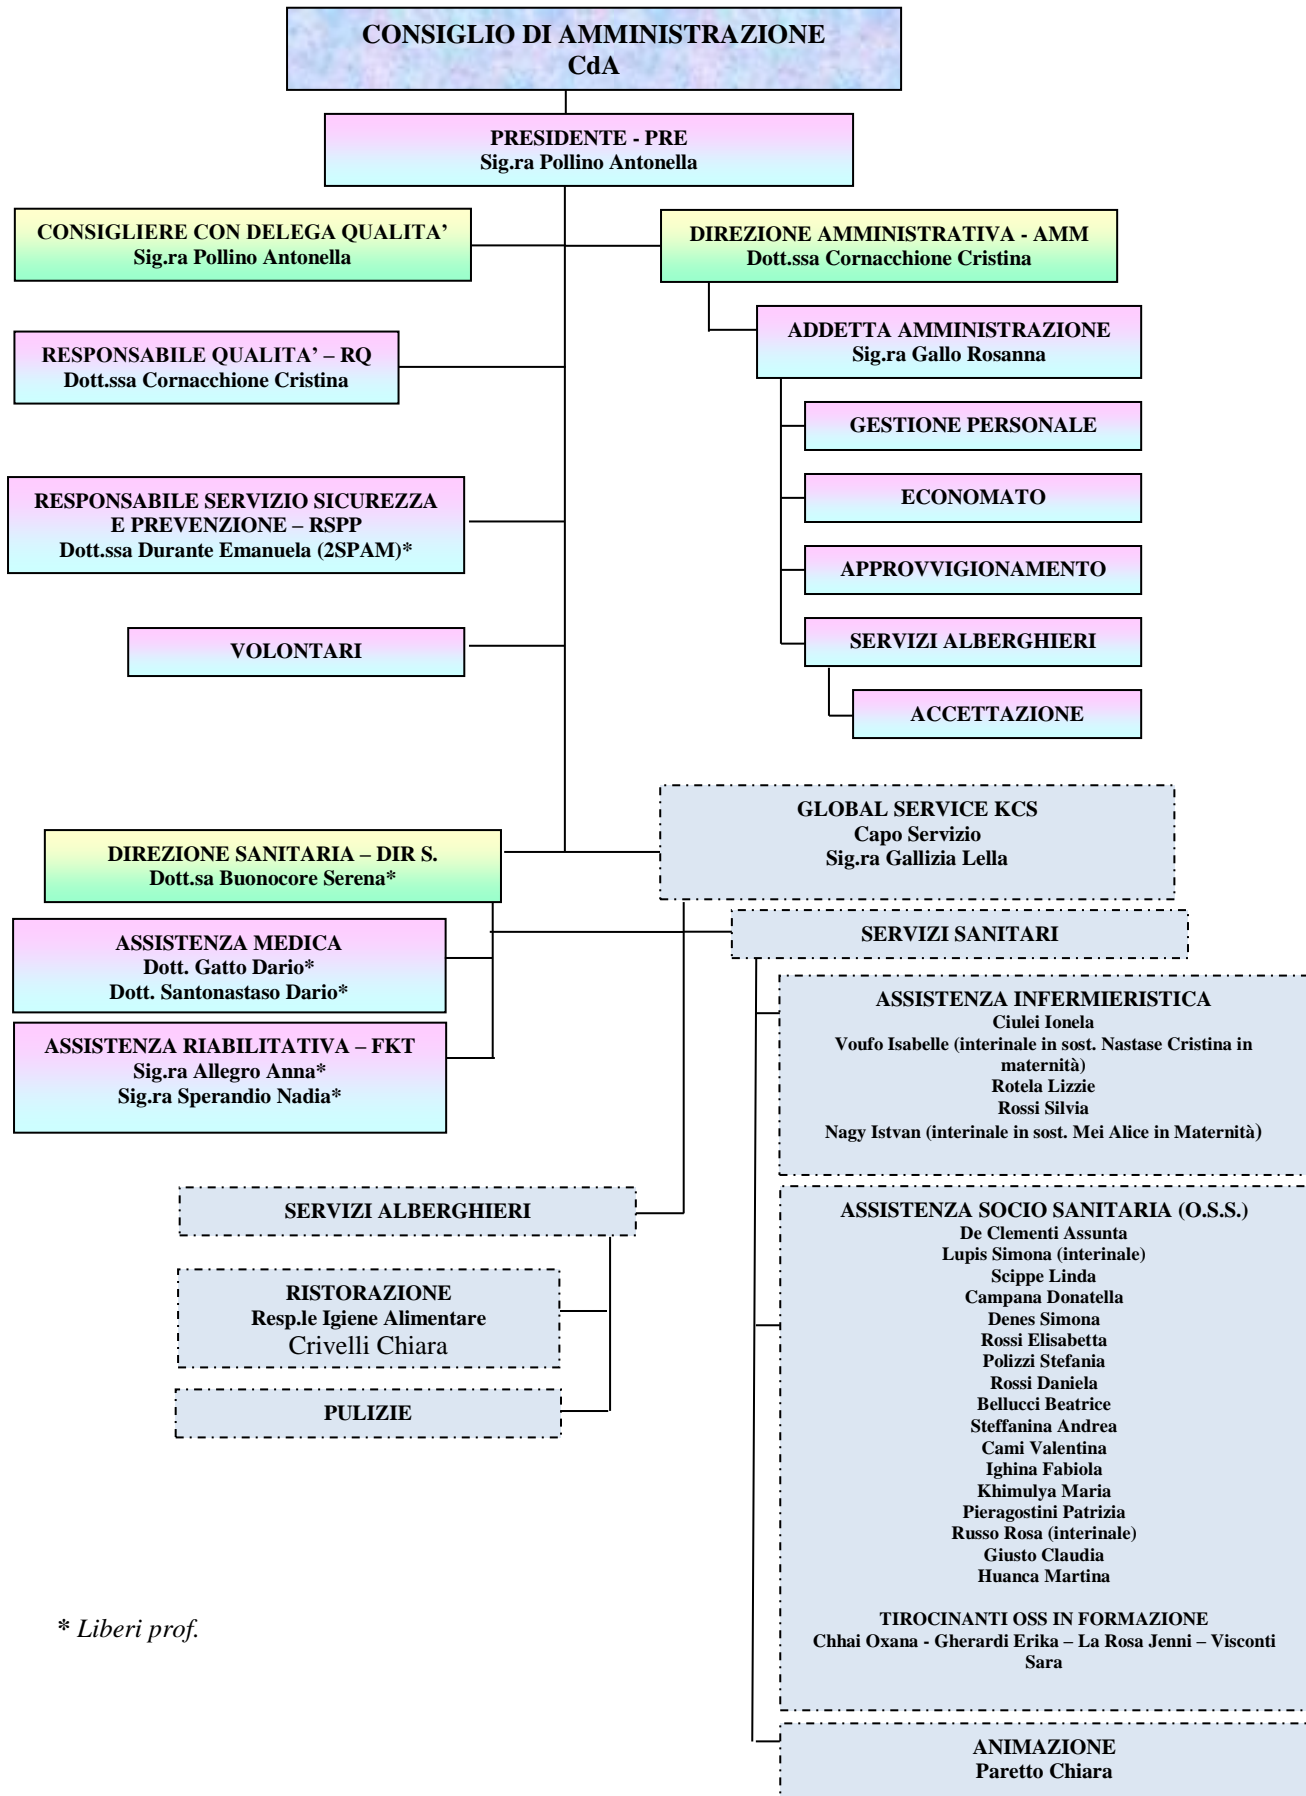 CONSIGLIO DI AMMINISTRAZIONE
CdA
PRESIDENTE - PRE
Sig.ra Pollino Antonella
CONSIGLIERE CON DELEGA QUALITA’
Sig.ra Pollino Antonella
DIREZIONE AMMINISTRATIVA - AMM
Dott.ssa Cornacchione Cristina
ADDETTA AMMINISTRAZIONE
Sig.ra Gallo Rosanna
RESPONSABILE QUALITA’ – RQ
Dott.ssa Cornacchione Cristina
GESTIONE PERSONALE
ECONOMATO
RESPONSABILE SERVIZIO SICUREZZA
E PREVENZIONE – RSPP
Dott.ssa Durante Emanuela (2SPAM)*
APPROVVIGIONAMENTO
VOLONTARI
SERVIZI ALBERGHIERI
ACCETTAZIONE
GLOBAL SERVICE KCS
Capo Servizio
Sig.ra Gallizia Lella
DIREZIONE SANITARIA – DIR S.
Dott.sa Buonocore Serena*
SERVIZI SANITARI
ASSISTENZA MEDICA
Dott. Gatto Dario*
Dott. Santonastaso Dario*
ASSISTENZA RIABILITATIVA – FKT
Sig.ra Allegro Anna*
Sig.ra Sperandio Nadia*
ASSISTENZA INFERMIERISTICA
Ciulei Ionela
Voufo Isabelle (interinale in sost. Nastase Cristina in
maternità)
Rotela Lizzie
Rossi Silvia
Nagy Istvan (interinale in sost. Mei Alice in Maternità)
SERVIZI ALBERGHIERI
RISTORAZIONE
Resp.le Igiene Alimentare
Crivelli Chiara
PULIZIE
ASSISTENZA SOCIO SANITARIA (O.S.S.)
De Clementi Assunta
Lupis Simona (interinale)
Scippe Linda
Campana Donatella
Denes Simona
Rossi Elisabetta
Polizzi Stefania
Rossi Daniela
Bellucci Beatrice
Steffanina Andrea
Cami Valentina
Ighina Fabiola
Khimulya Maria
Pieragostini Patrizia
Russo Rosa (interinale)
Giusto Claudia
Huanca Martina
TIROCINANTI OSS IN FORMAZIONE
Chhai Oxana - Gherardi Erika – La Rosa Jenni – Visconti
Sara
* Liberi prof.
ANIMAZIONE
Paretto Chiara